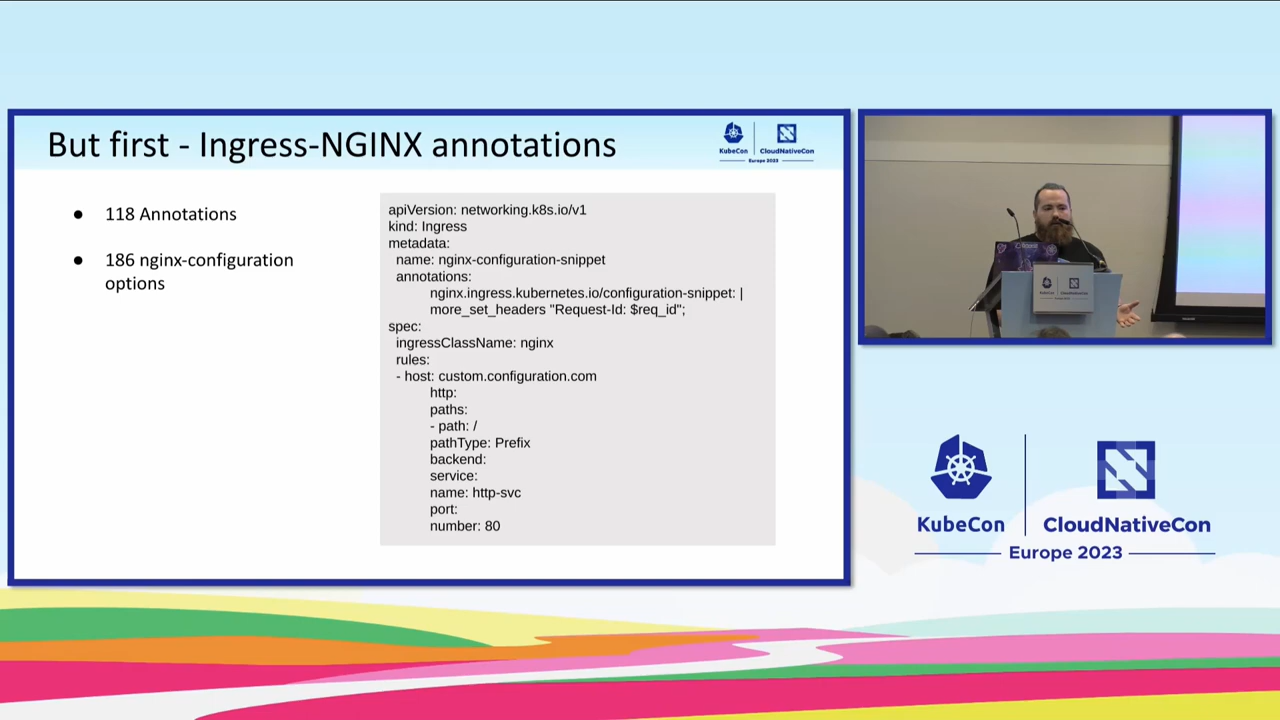 But first - Ingress-NGINX annotations
KubeCon
CloudNativeCon
Europe 2023
● 118 Annotations
● 186 nginx-configuration
options
apiVersion: networking.k8s.io/v1
kind: Ingress
metadata:
name: nginx-configuration-snippet
annotations:
nginx.ingress.kubernetes.io/configuration-snippet: |
more_set_headers "Request-Id: $req_id";
spec:
ingressClassName: nginx
rules:
- host: custom.configuration.com
http:
paths:
- path: /
pathType: Prefix
backend:
service:
name: http-svc
port:
number: 80
KubeCon
CloudNativeCon
KubeCon
CloudNativeCon
Europe 2023